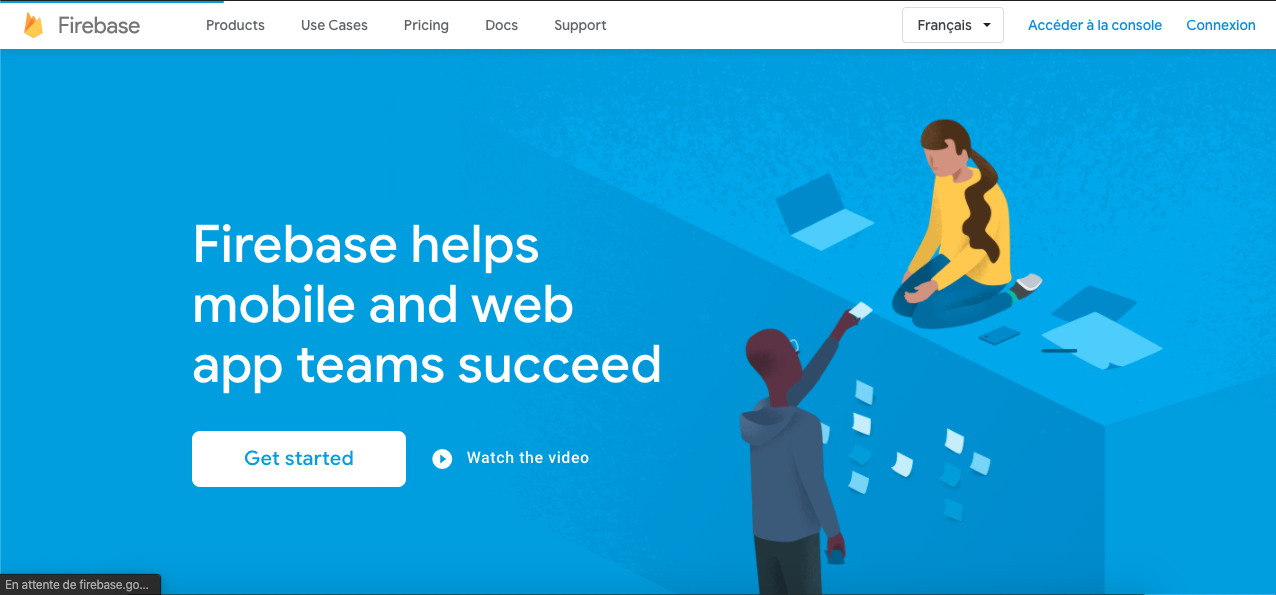 Firebase Products Use Cases Pricing Docs Support Français Accéder à la console Connexion
Firebase helps
mobile and web
app teams succeed
Get started Watch the video
En attente de firebase.go...